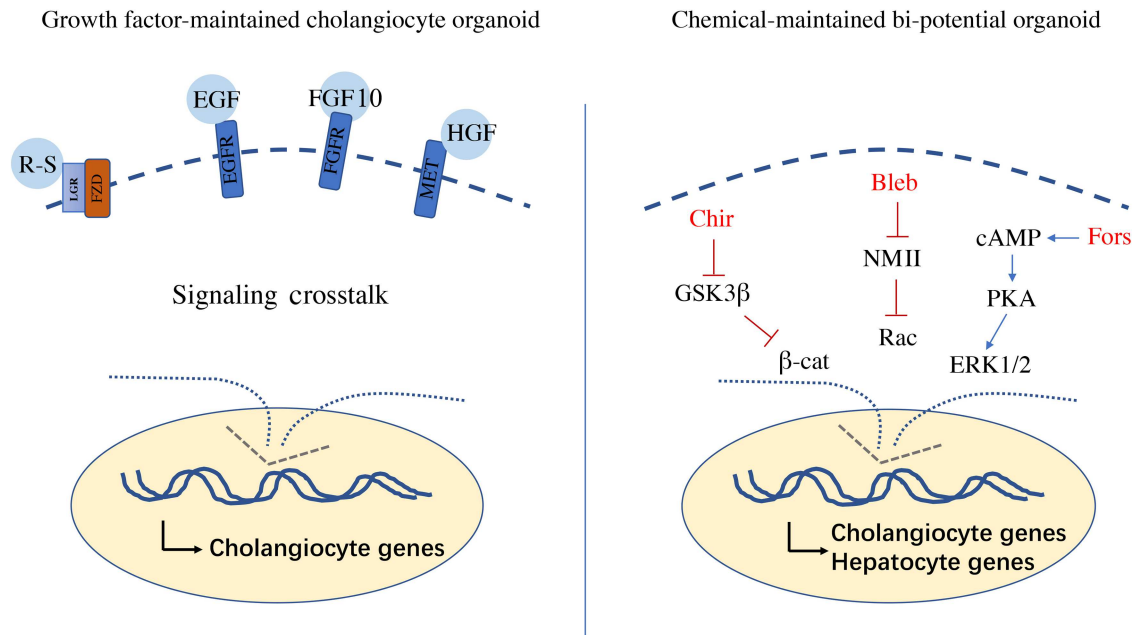 Growth factor-maintained cholangiocyte organoid
EGF
FGF10
HGF
R-S
LGR
FZD
EGFR
FGFR
MET
Signaling crosstalk
Cholangiocyte genes
Chemical-maintained bi-potential organoid
Bleb
Chir
cAMP
Fors
NMII
GSK3β
PKA
Rac
β-cat
ERK1/2
Cholangiocyte genes
Hepatocyte genes